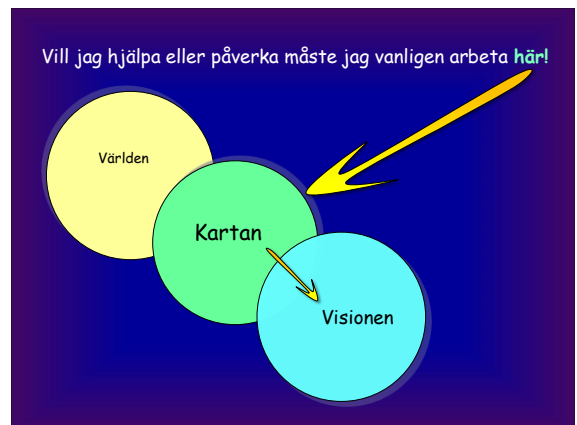 Vill jag hjälpa eller påverka måste jag vanligen arbeta här!
Världen
Kartan
Visionen